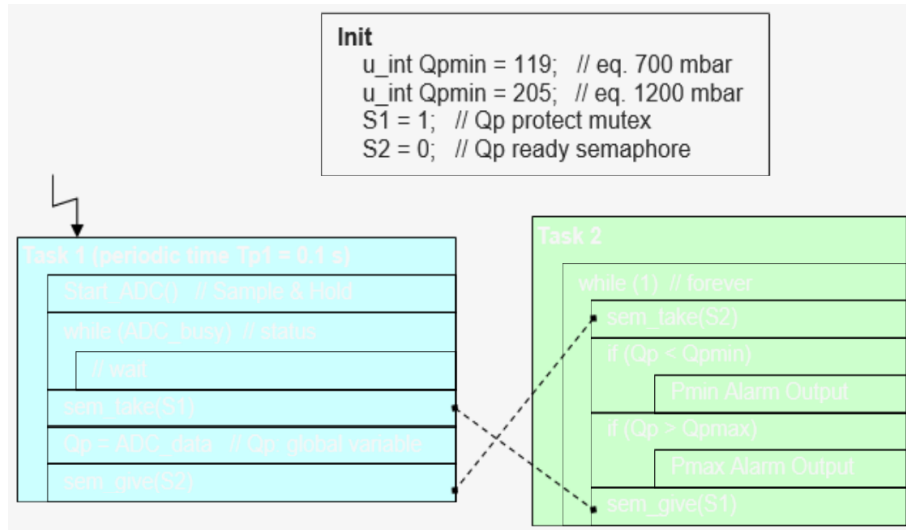 Init
u_int Qpmin = 119; // eq. 700 mbar
u_int Qpmin = 205; // eq. 1200 mbar
S1 = 1; // Qp protect mutex
S2 = 0; // Qp ready semaphore
Task 1 (periodic time Tp1 = 0.1 s)
Start_ADC() // Sample & Hold
while (ADC_busy) // status
// wait
sem_take(S1)
Qp = ADC_data // Qp: global variable
sem_give(S2)
Task 2
while (1) // forever
sem_take(S2)
if (Qp < Qpmin)
Pmin Alarm Output
if (Qp > Qpmax)
Pmax Alarm Output
sem_give(S1)